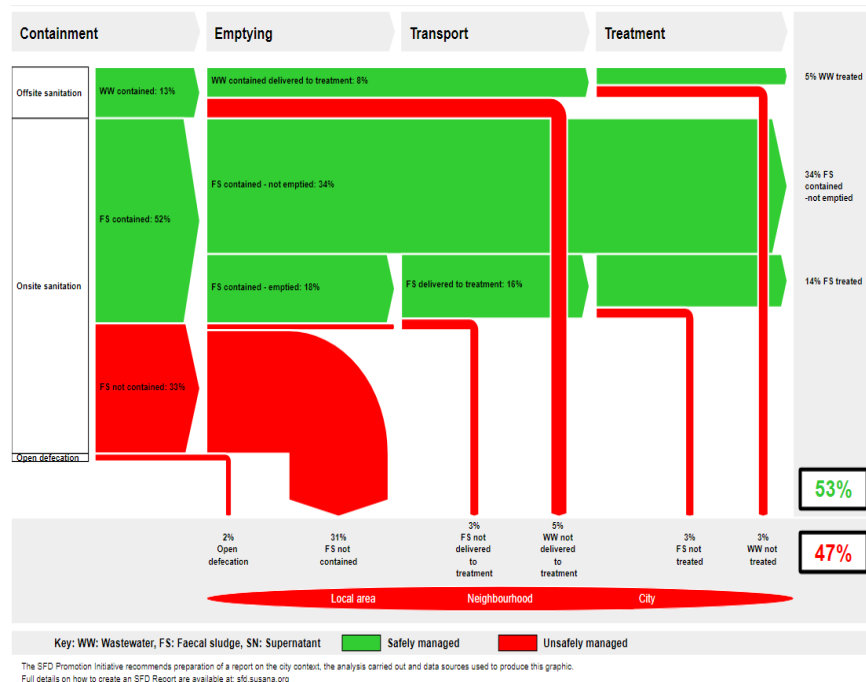 Containment
Emptying
Transport
Treatment
Offsite sanitation
WW contained: 13%
WW contained delivered to treatment: 8%
5% WW treated
Onsite sanitation
FS contained: 52%
FS contained - not emptied: 34%
34% FS
contained
-not emptied
FS contained - emptied: 18%
FS delivered to treatment: 16%
14% FS treated
FS not contained: 33%
Open defecation
53%
2%
Open
defecation
31%
FS not
contained
3%
FS not
delivered
to
treatment
5%
WW not
delivered
to
treatment
3%
FS not
treated
3%
WW not
treated
47%
Local area
Neighbourhood
City
Key: WW: Wastewater, FS: Faecal sludge, SN: Supernatant
Safely managed
Unsafely managed
The SFD Promotion Initiative recommends preparation of a report on the city context, the analysis carried out and data sources used to produce this graphic.
Full details on how to create an SFD Report are available at: sfd.susana.org